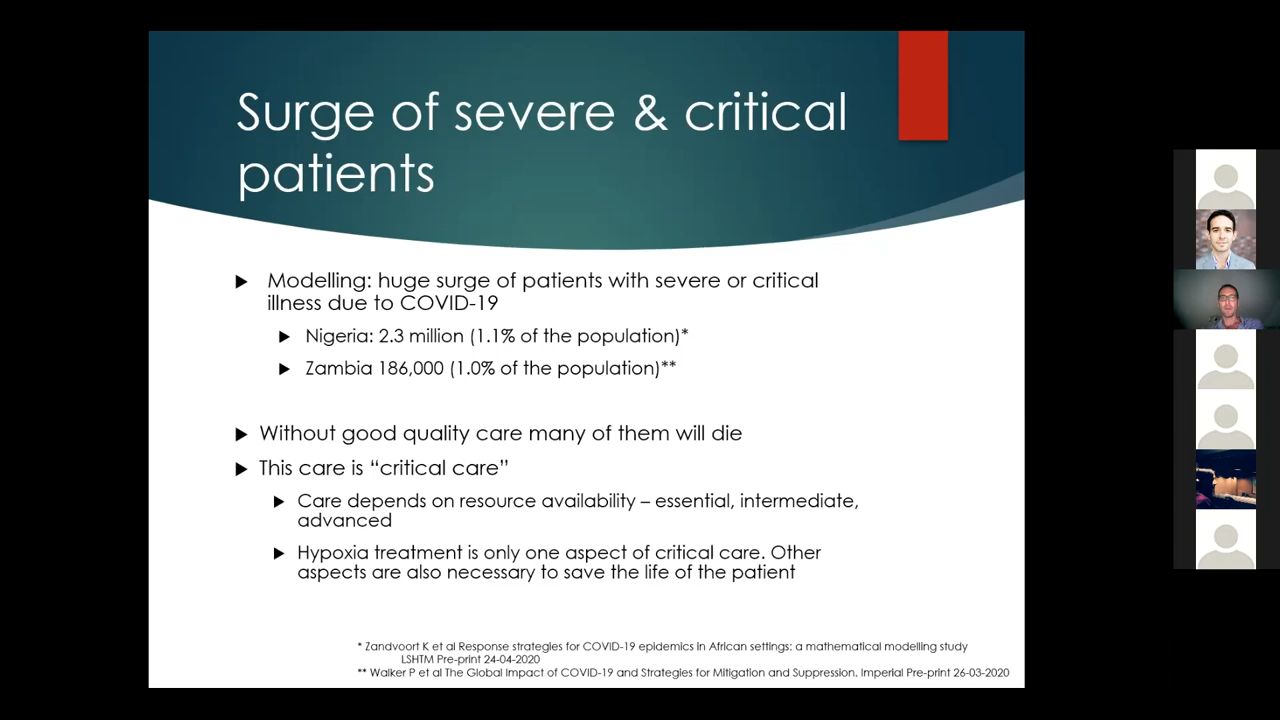 Surge of severe & critical
patients
Modelling: huge surge of patients with severe or critical
illness due to COVID-19
Nigeria: 2.3 million (1.1% of the population)*
Zambia 186,000 (1.0% of the population)**
Without good quality care many of them will die
This care is “critical care”
Care depends on resource availability – essential, intermediate,
advanced
Hypoxia treatment is only one aspect of critical care. Other
aspects are also necessary to save the life of the patient
* Zandvoort K et al Response strategies for COVID-19 epidemics in African settings: a mathematical modelling study
LSHTM Pre-print 24-04-2020
** Walker P et al The Global Impact of COVID-19 and Strategies for Mitigation and Suppression. Imperial Pre-print 26-03-2020